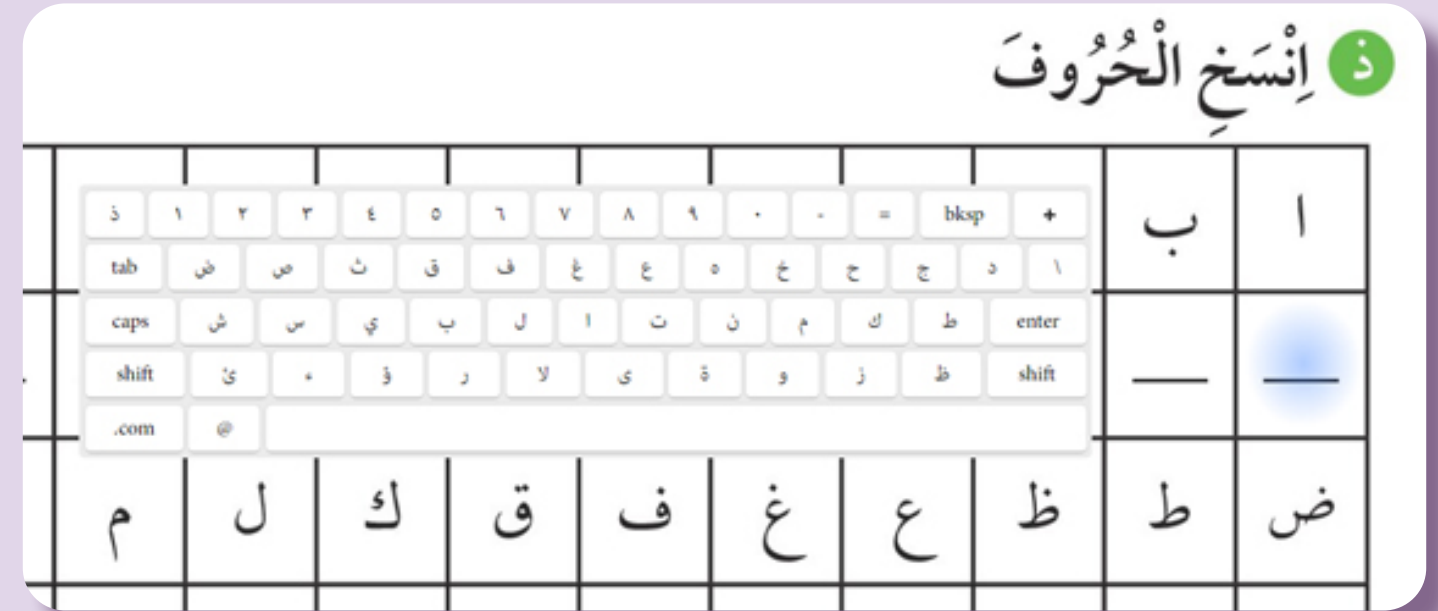 ذ اِنْسَخِ الْحُرُوفَ
ا ب
ذ ١ ٢ ٣ ٤ ٥ ٦ ٧ ٨ ٩ ٠ - = bksp +
tab ض ص ث ق ف غ ع ه خ ح ج د \
caps ش س ي ب ل ا ت ن م ك ط enter
shift ئ ء ؤ ر لا ى ة و ز ظ shift
.com @
ض ط ظ ع غ ف ق ك ل م